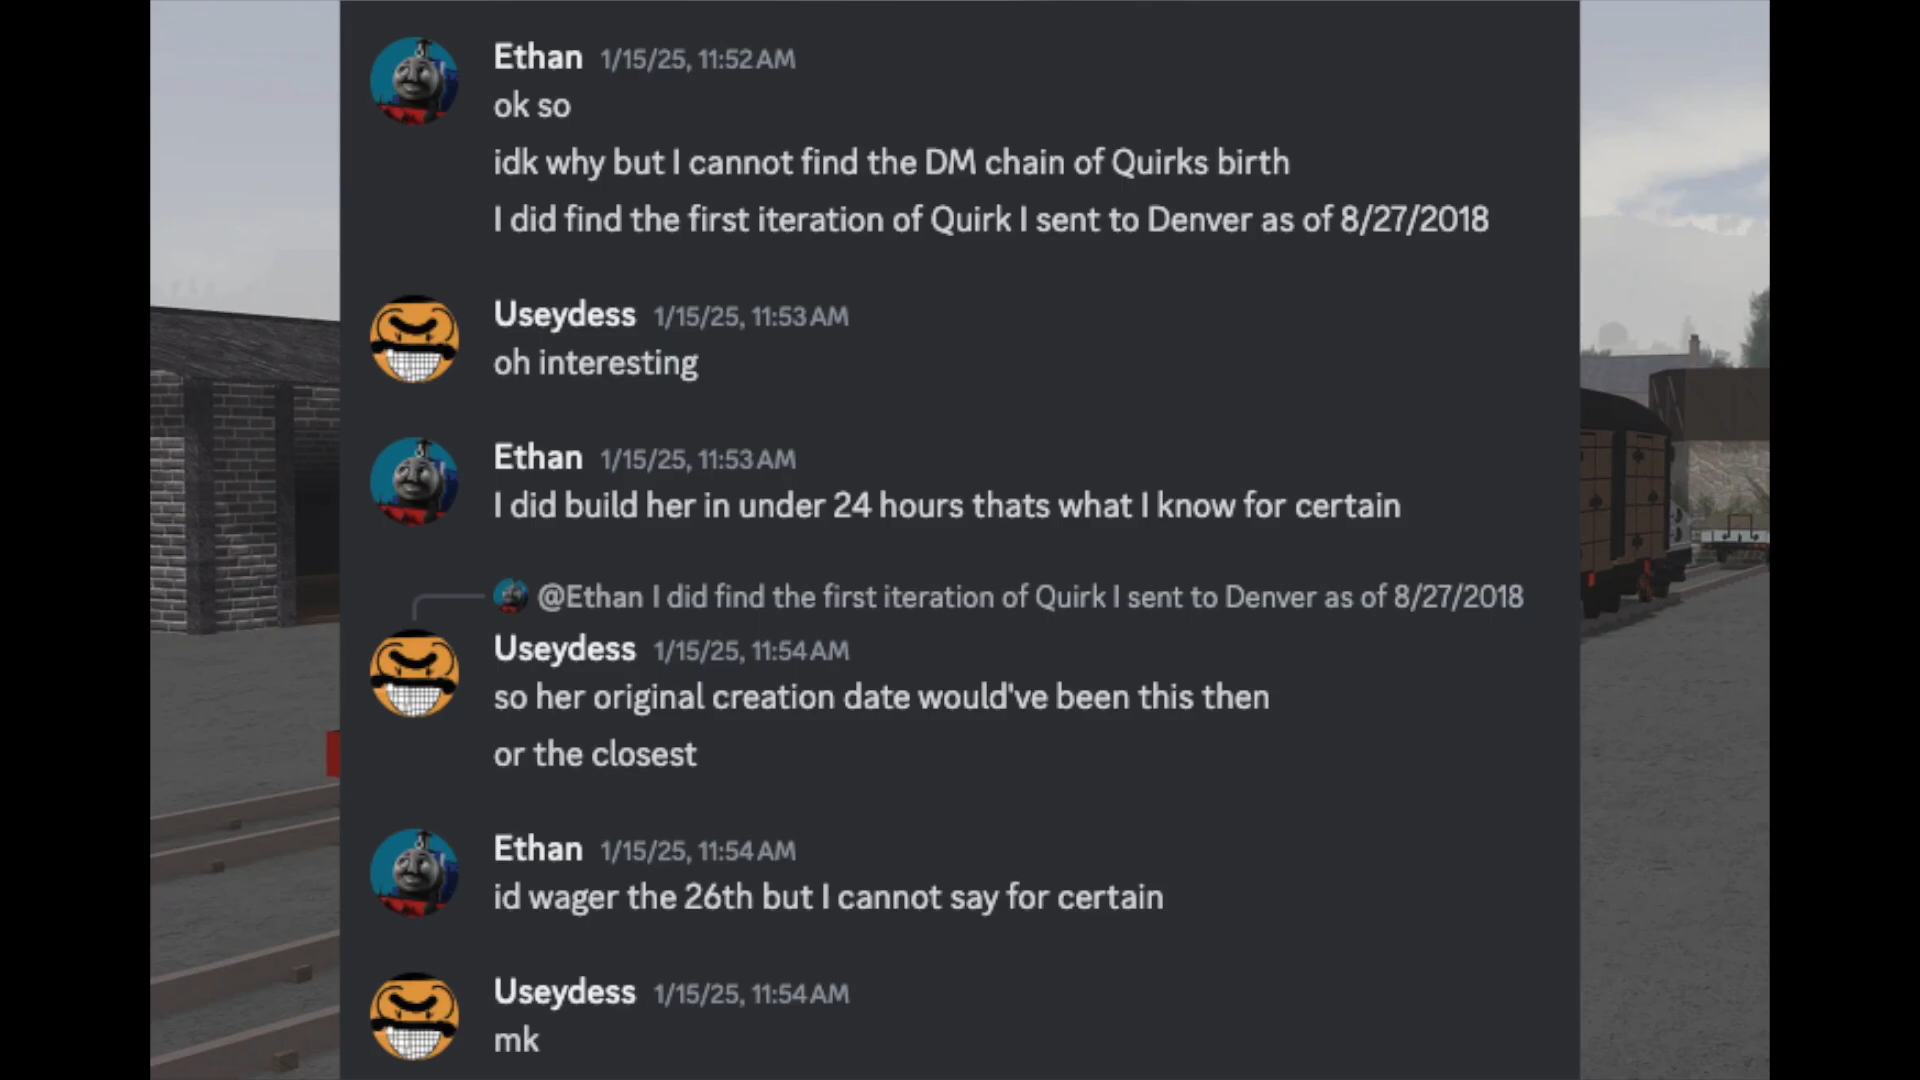 Ethan 1/15/25, 11:52 AM
ok so
idk why but I cannot find the DM chain of Quirks birth
I did find the first iteration of Quirk I sent to Denver as of 8/27/2018
Useydess 1/15/25, 11:53 AM
oh interesting
Ethan 1/15/25, 11:53 AM
I did build her in under 24 hours thats what I know for certain
@Ethan I did find the first iteration of Quirk I sent to Denver as of 8/27/2018
Useydess 1/15/25, 11:54 AM
so her original creation date would've been this then
or the closest
Ethan 1/15/25, 11:54 AM
id wager the 26th but I cannot say for certain
Useydess 1/15/25, 11:54 AM
mk